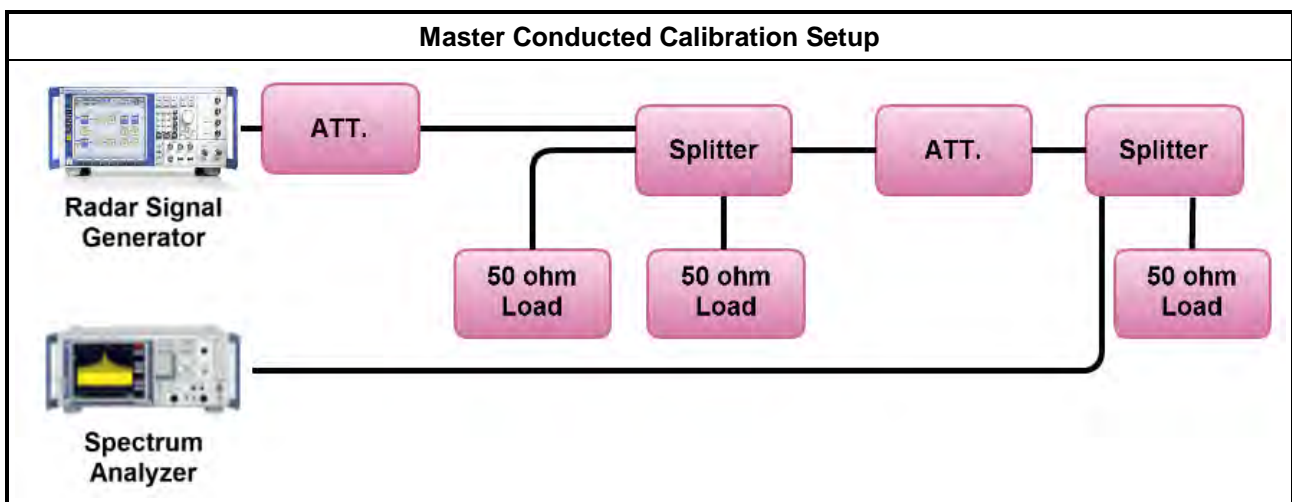 Master Conducted Calibration Setup
ATT.
Splitter
ATT.
Splitter
Radar Signal
Generator
50 ohm
Load
50 ohm
Load
50 ohm
Load
Spectrum
Analyzer